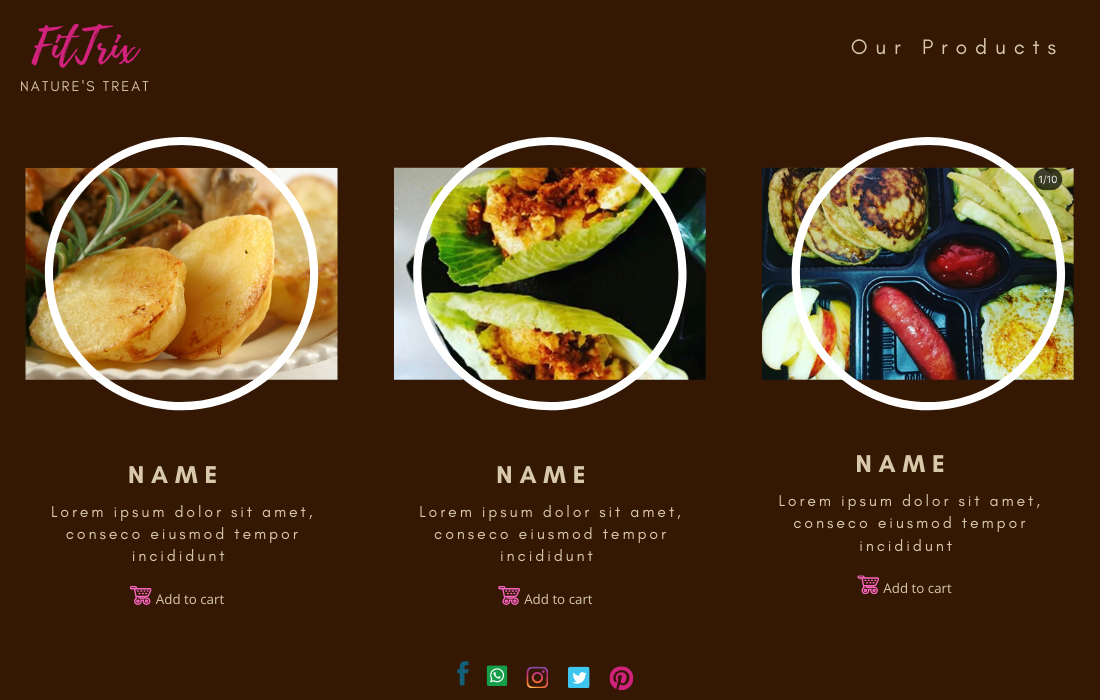 FitTrix
NATURE'S TREAT
Our Products
1/10
NAME
Lorem ipsum dolor sit amet,
conseco eiusmod tempor
incididunt
Add to cart
NAME
Lorem ipsum dolor sit amet,
conseco eiusmod tempor
incididunt
Add to cart
NAME
Lorem ipsum dolor sit amet,
conseco eiusmod tempor
incididunt
Add to cart